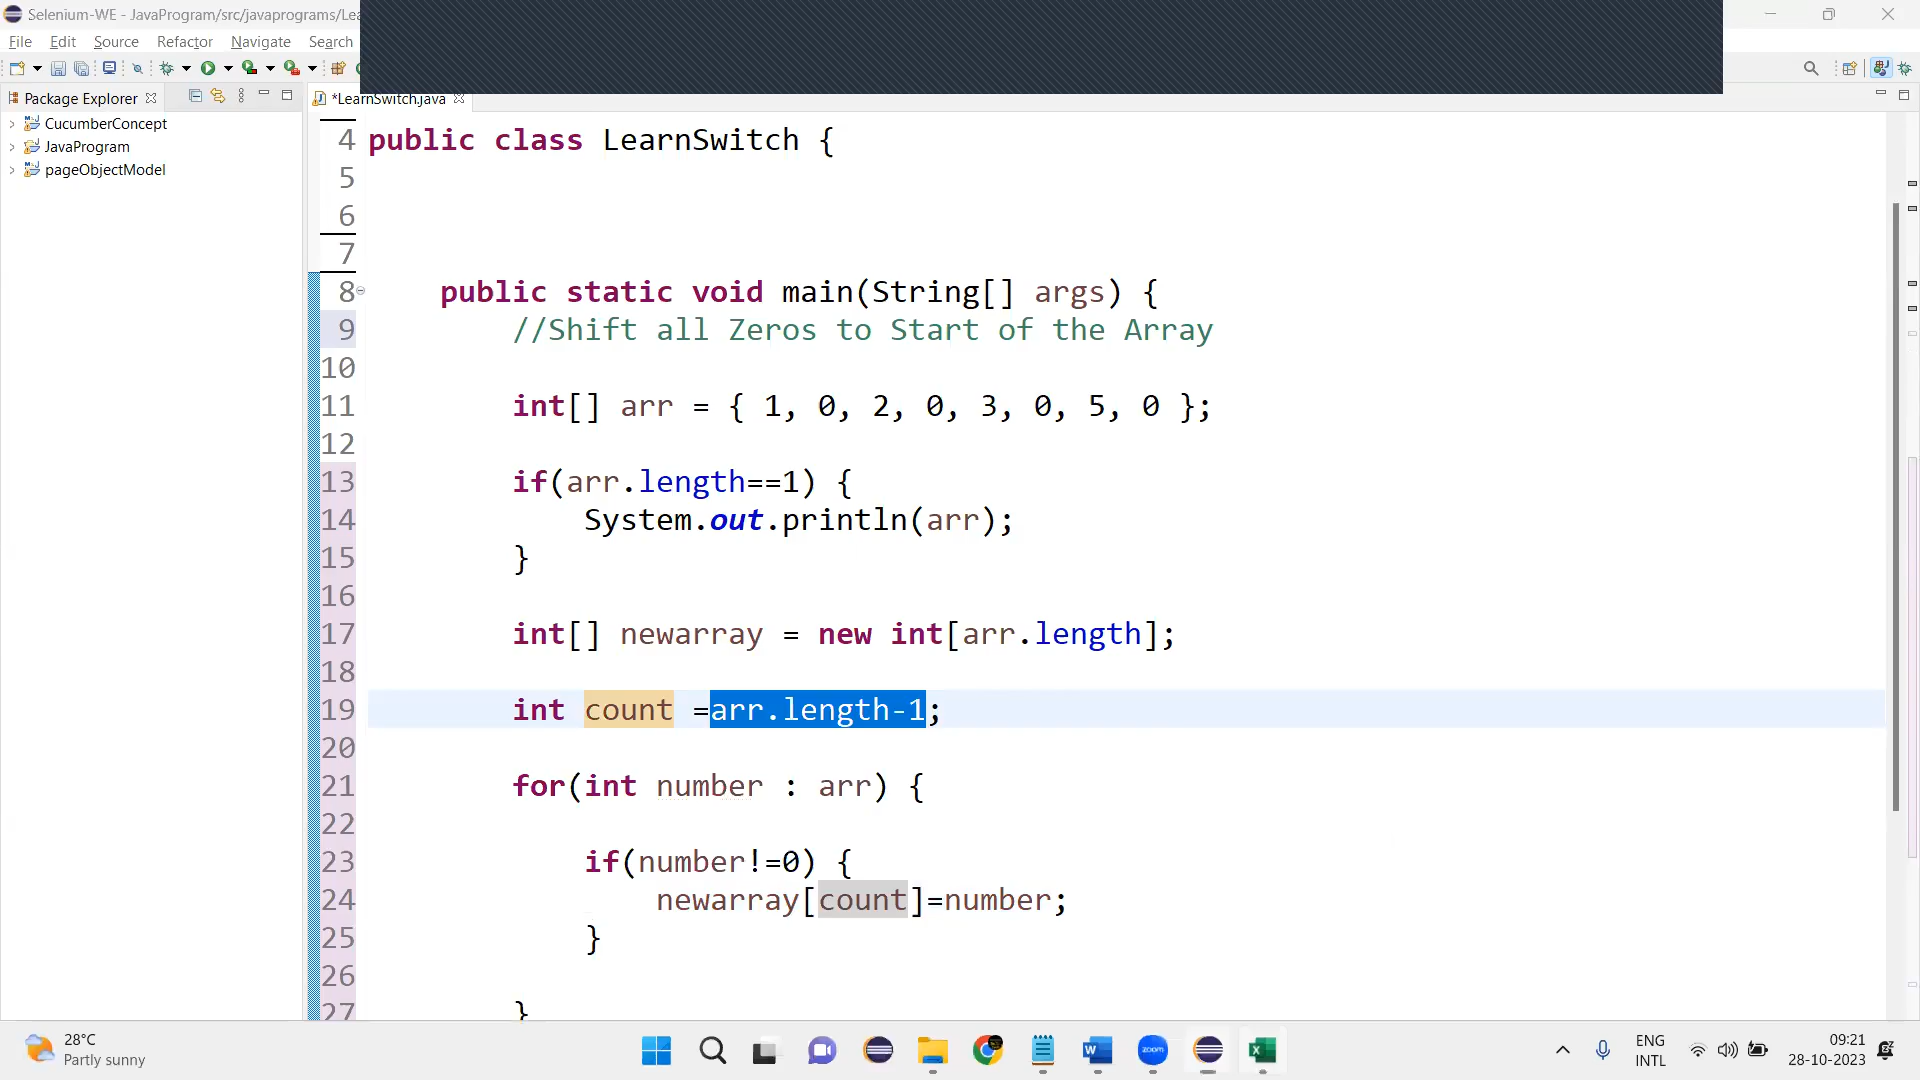 Selenium-WE - JavaProgram/src/javaprograms/Lea
File Edit Source Refactor Navigate Search
Package Explorer
*LearnSwitch.java
CucumberConcept
JavaProgram
pageObjectModel
4 public class LearnSwitch {
5
6
7
8 public static void main(String[] args) {
9 //Shift all Zeros to Start of the Array
10
11 int[] arr = { 1, 0, 2, 0, 3, 0, 5, 0 };
12
13 if(arr.length==1) {
14 System.out.println(arr);
15 }
16
17 int[] newarray = new int[arr.length];
18
19 int count =arr.length-1;
20
21 for(int number : arr) {
22
23 if(number!=0) {
24 newarray[count]=number;
25 }
26
27 }
28°C
Partly sunny
zoom
ENG
INTL
09:21
28-10-2023